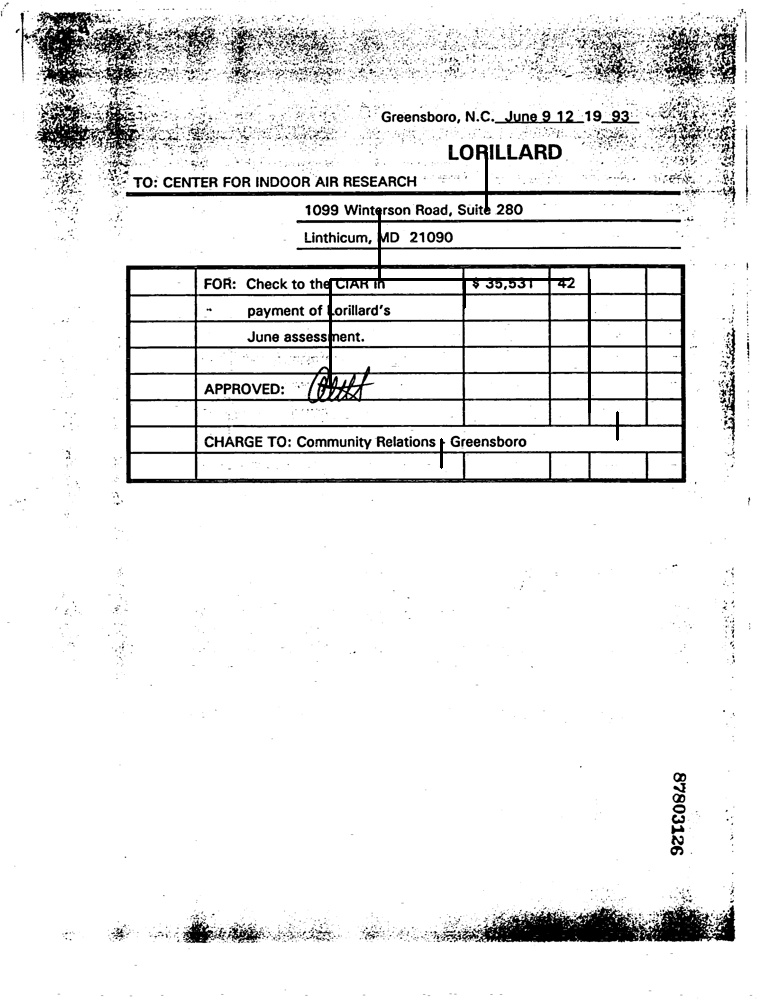 Greensboro, N.C. June 9 12 19 93
LORILLARD
TO: CENTER FOR INDOOR AIR RESEARCH
1099 Winterson Road, Suite 280
Linthicum, MD 21090
FOR: Check to the CIAR in $ 35,531 42
payment of Lorillard's
June assessment.
APPROVED:
CHARGE TO: Community Relations - Greensboro
87803126